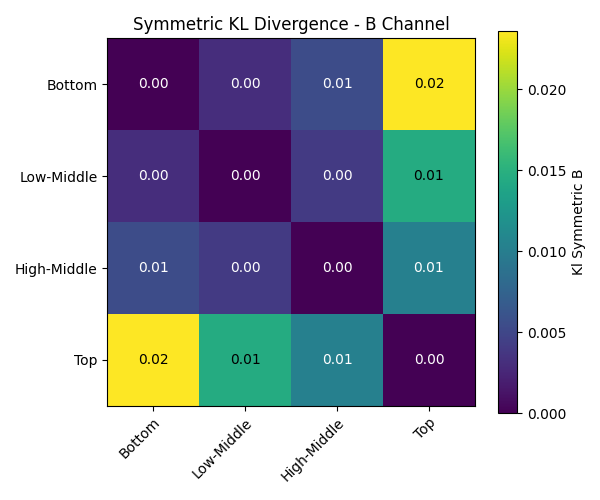 Symmetric KL Divergence - B Channel
Bottom 0.00 0.00 0.01 0.02
Low-Middle 0.00 0.00 0.00 0.01
High-Middle 0.01 0.00 0.00 0.01
Top 0.02 0.01 0.01 0.00
Bottom Low-Middle High-Middle Top
0.020
0.015
0.010
0.005
0.000
Kl Symmetric B